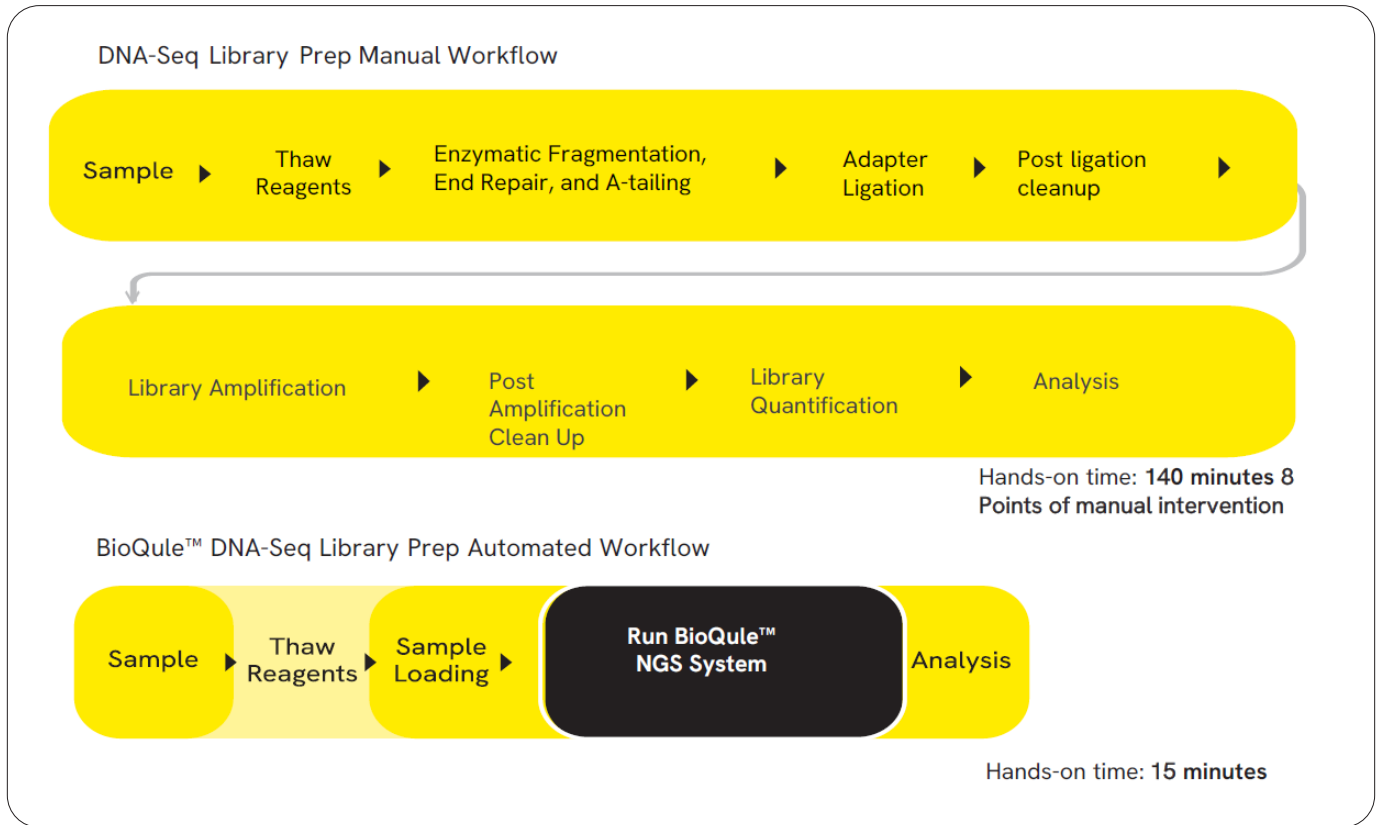 DNA-Seq Library Prep Manual Workflow
Sample
Thaw
Reagents
Enzymatic Fragmentation,
End Repair, and A-tailing
Adapter
Ligation
Post ligation
cleanup
Library Amplification
Post
Amplification
Clean Up
Library
Quantification
Analysis
Hands-on time: 140 minutes 8
Points of manual intervention
BioQule™ DNA-Seq Library Prep Automated Workflow
Sample
Thaw
Reagents
Sample
Loading
Run BioQule™
NGS System
Analysis
Hands-on time: 15 minutes